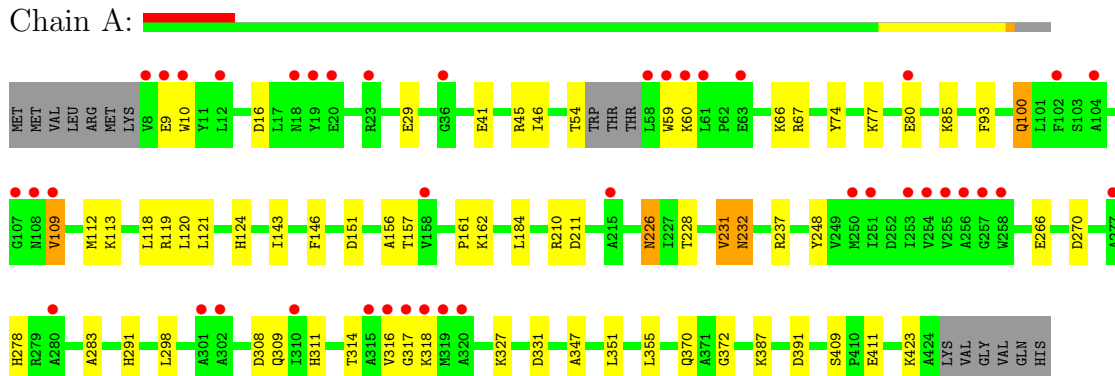 Chain A:
MET MET VAL LEU ARG MET LYS V8 E9 W10 Y11 L12 D16 L17 N18 Y19 E20 R23 E29 G36 E41 R45 I46 T54 TRP THR THR THR L58 W59 K60 L61 P62 E63 K66 R67 Y74 K77 E80 K85 F93 Q100 L101 F102 S103 A104
G107 N108 V109 M112 K113 L118 R119 L120 L121 H124 I143 F146 D151 A156 T157 V158 P161 K162 L184 R210 D211 A215 N226 I227 T228 V231 N232 R237 Y248 V249 M250 I251 D252 I253 V254 V255 A256 G257 W258 E266 D270 A277
H278 R279 A280 A283 H291 L298 A301 A302 D308 Q309 I310 H311 T314 A315 V316 G317 K318 M319 A320 K327 D331 A347 L351 L355 Q370 A371 G372 K387 D391 S409 P410 E411 K423 A424 LYS VAL GLY VAL GLN HIS